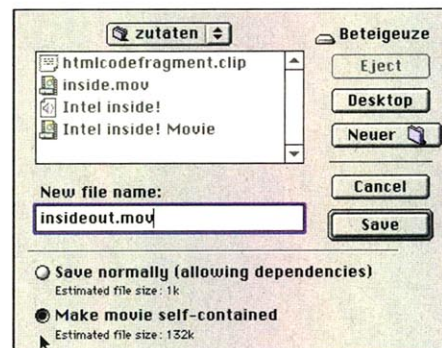 zutaten
Beteigeuze
htmlcodefragment.clip
inside.mov
Intel inside!
Intel inside! Movie
Eject
Desktop
Neuer
New file name:
insideout.mov
Cancel
Save
Save normally (allowing dependencies)
Estimated file size: 1k
Make movie self-contained
Estimated file size: 132k